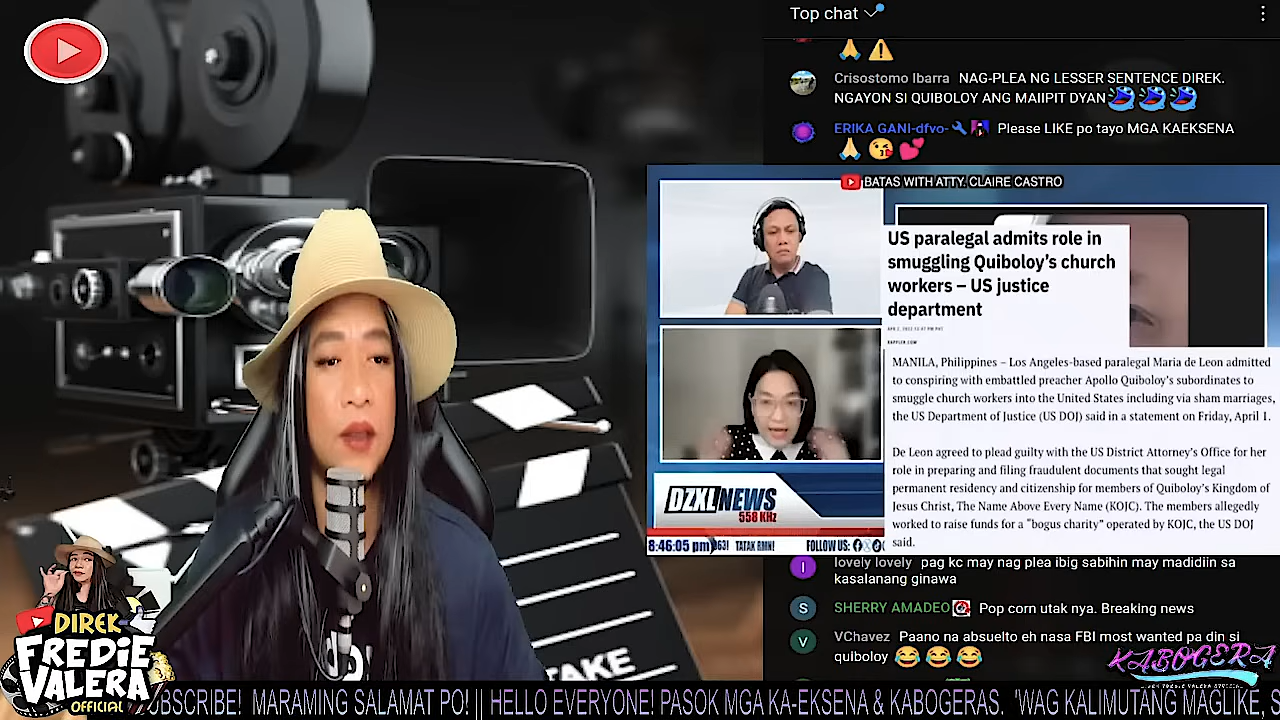 Top chat
Crisostomo Ibarra NAG-PLEA NG LESSER SENTENCE DIREK.
NGAYON SI QUIBOLOY ANG MAIIPIT DYAN
ERIKA GANI-dfvo- Please LIKE po tayo MGA KAEKSENA
BATAS WITH ATTY. CLAIRE CASTRO
US paralegal admits role in
smuggling Quiboloy's church
workers – US justice
department
RAPPLER.COM
MANILA, Philippines – Los Angeles-based paralegal Maria de Leon admitted
to conspiring with embattled preacher Apollo Quiboloy's subordinates to
smuggle church workers into the United States including via sham marriages,
the US Department of Justice (US DOJ) said in a statement on Friday, April 1.
De Leon agreed to plead guilty with the US District Attorney's Office for her
role in preparing and filing fraudulent documents that sought legal
permanent residency and citizenship for members of Quiboloy's Kingdom of
Jesus Christ, The Name Above Every Name (KOJC). The members allegedly
worked to raise funds for a "bogus charity" operated by KOJC, the US DOJ
said.
DZXL NEWS
558 KHz
8:46:05 pm
TATAK RMN!
FOLLOW US:
lovely lovely pag kc may nag plea ibig sabihin may madidiin sa
kasalanang ginawa
S SHERRY AMADEO Pop corn utak nya. Breaking news
V VChavez Paano na absuelto eh nasa FBI most wanted pa din si
quiboloy
KABOGERA
DIREK
FREDIE
VALERA
OFFICIAL
TAKE
UBSCRIBE! MARAMING SALAMAT PO! || HELLO EVERYONE! PASOK MGA KA-EKSENA & KABOGERAS. 'WAG KALIMUTANG MAGLIKE, S